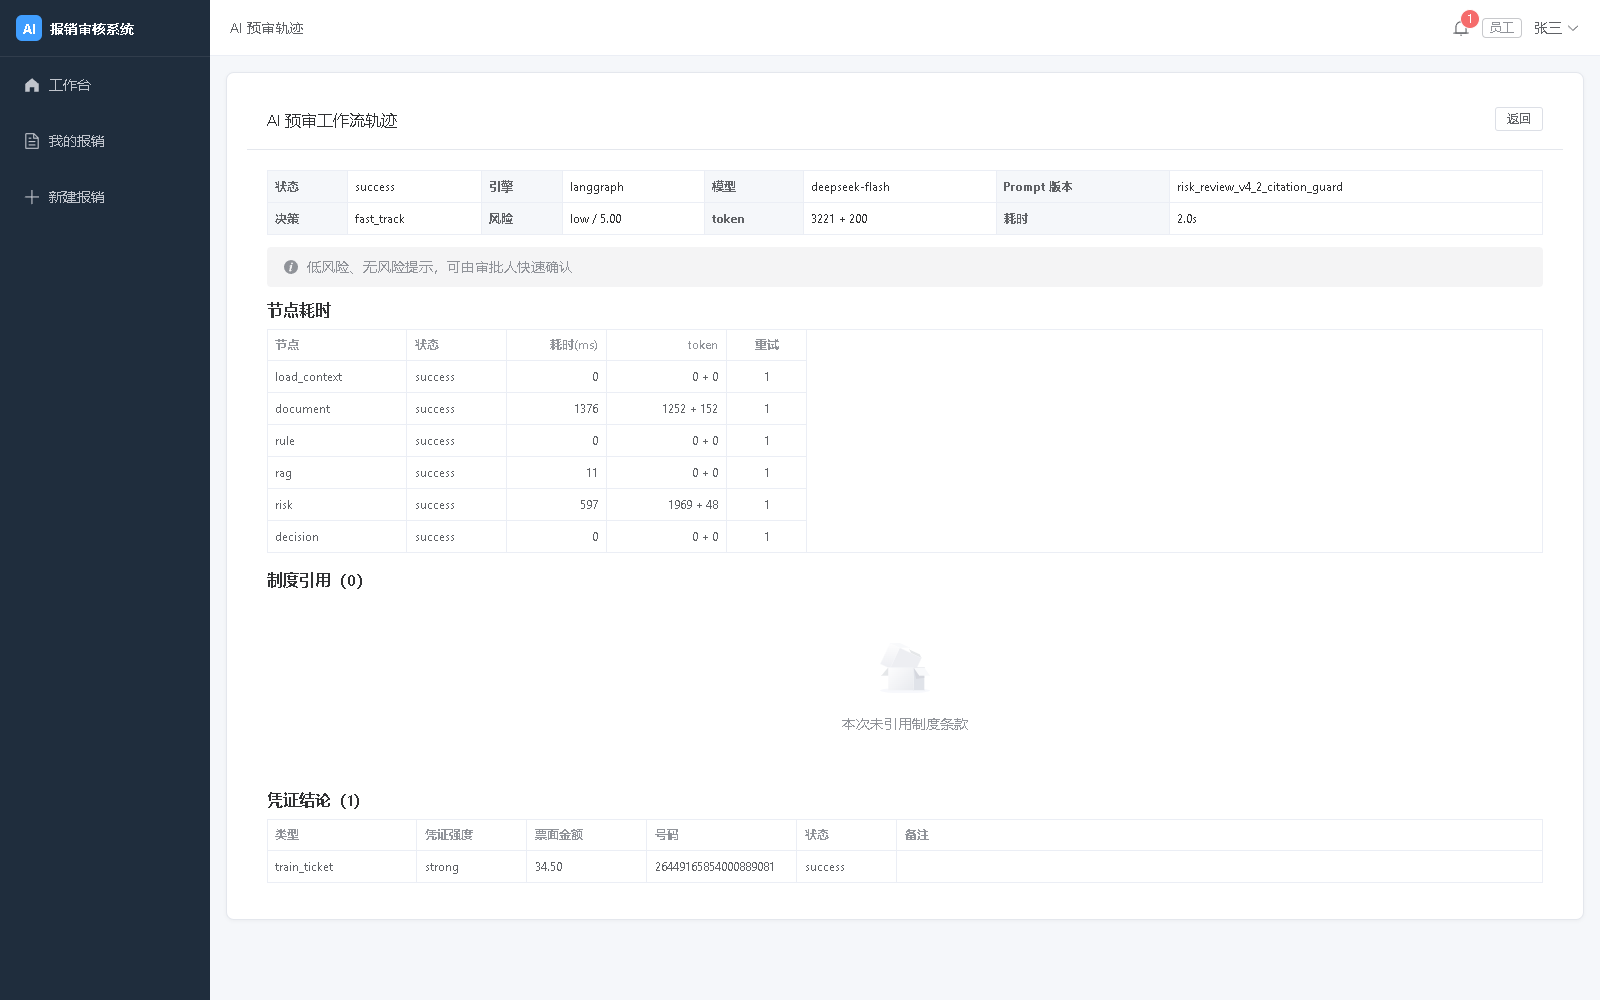 AI 报销审核系统
AI 预审轨迹
1
员工
张三
工作台
我的报销
新建报销
AI 预审工作流轨迹
返回
状态 success 引擎 langgraph 模型 deepseek-flash Prompt 版本 risk_review_v4_2_citation_guard
决策 fast_track 风险 low / 5.00 token 3221 + 200 耗时 2.0s
低风险、无风险提示，可由审批人快速确认
节点耗时
节点 状态 耗时(ms) token 重试
load_context success 0 0 + 0 1
document success 1376 1252 + 152 1
rule success 0 0 + 0 1
rag success 11 0 + 0 1
risk success 597 1969 + 48 1
decision success 0 0 + 0 1
制度引用（0）
本次未引用制度条款
凭证结论（1）
类型 凭证强度 票面金额 号码 状态 备注
train_ticket strong 34.50 26449165854000889081 success